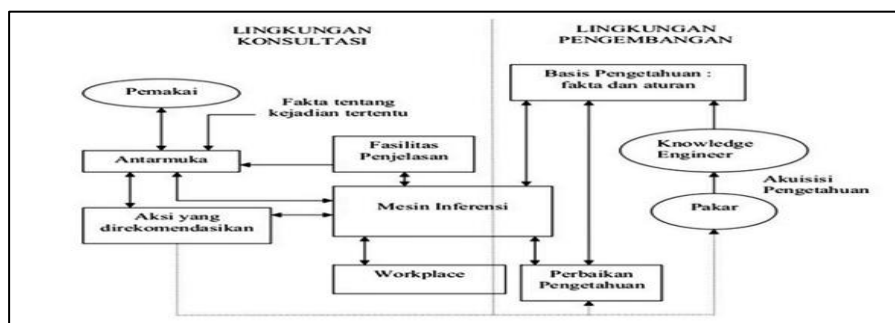 LINGKUNGAN
KONSULTASI
LINGKUNGAN
PENGEMBANGAN
Pemakai
Fakta tentang
kejadian tertentu
Basis Pengetahuan :
fakta dan aturan
Antarmuka
Fasilitas
Penjelasan
Knowledge
Engineer
Akuisisi
Pengetahuan
Aksi yang
direkomendasikan
Mesin Inferensi
Pakar
Workplace
Perbaikan
Pengetahuan